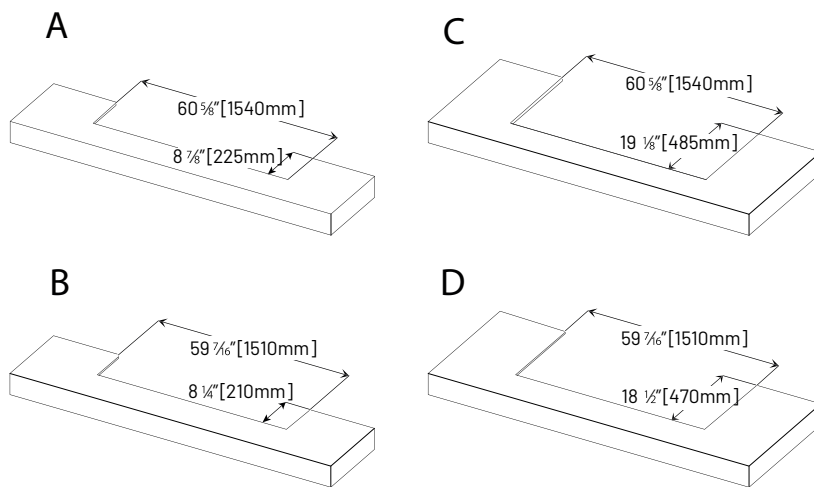 A
60 ⅝"[1540mm]
8 ⅞"[225mm]
C
60 ⅝"[1540mm]
19 ⅛"[485mm]
B
59 7⁄16"[1510mm]
8 ¼"[210mm]
D
59 7⁄16"[1510mm]
18 ½"[470mm]